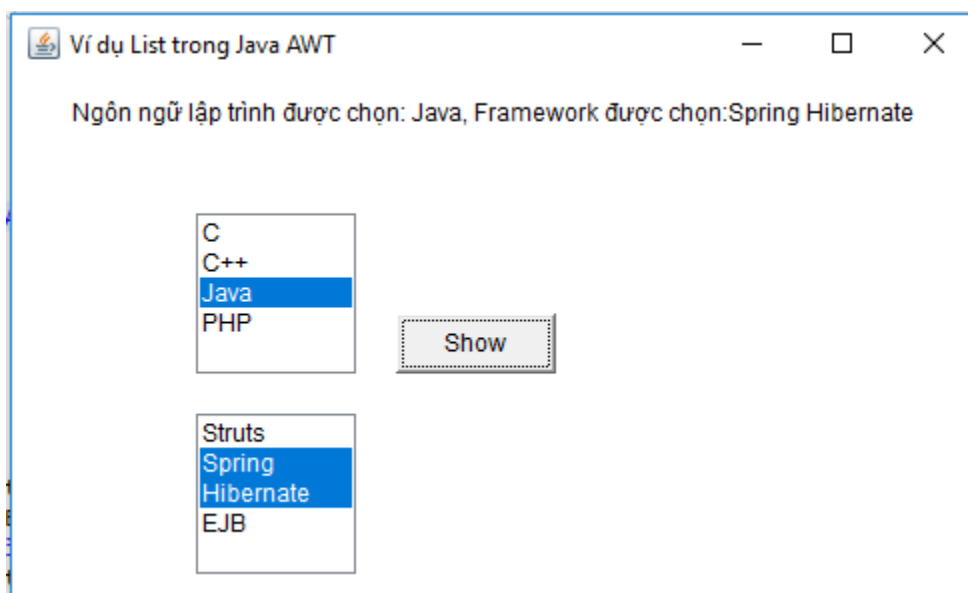 Ví dụ List trong Java AWT
Ngôn ngữ lập trình được chọn: Java, Framework được chọn:Spring Hibernate
C
C++
Java
PHP
Show
Struts
Spring
Hibernate
EJB